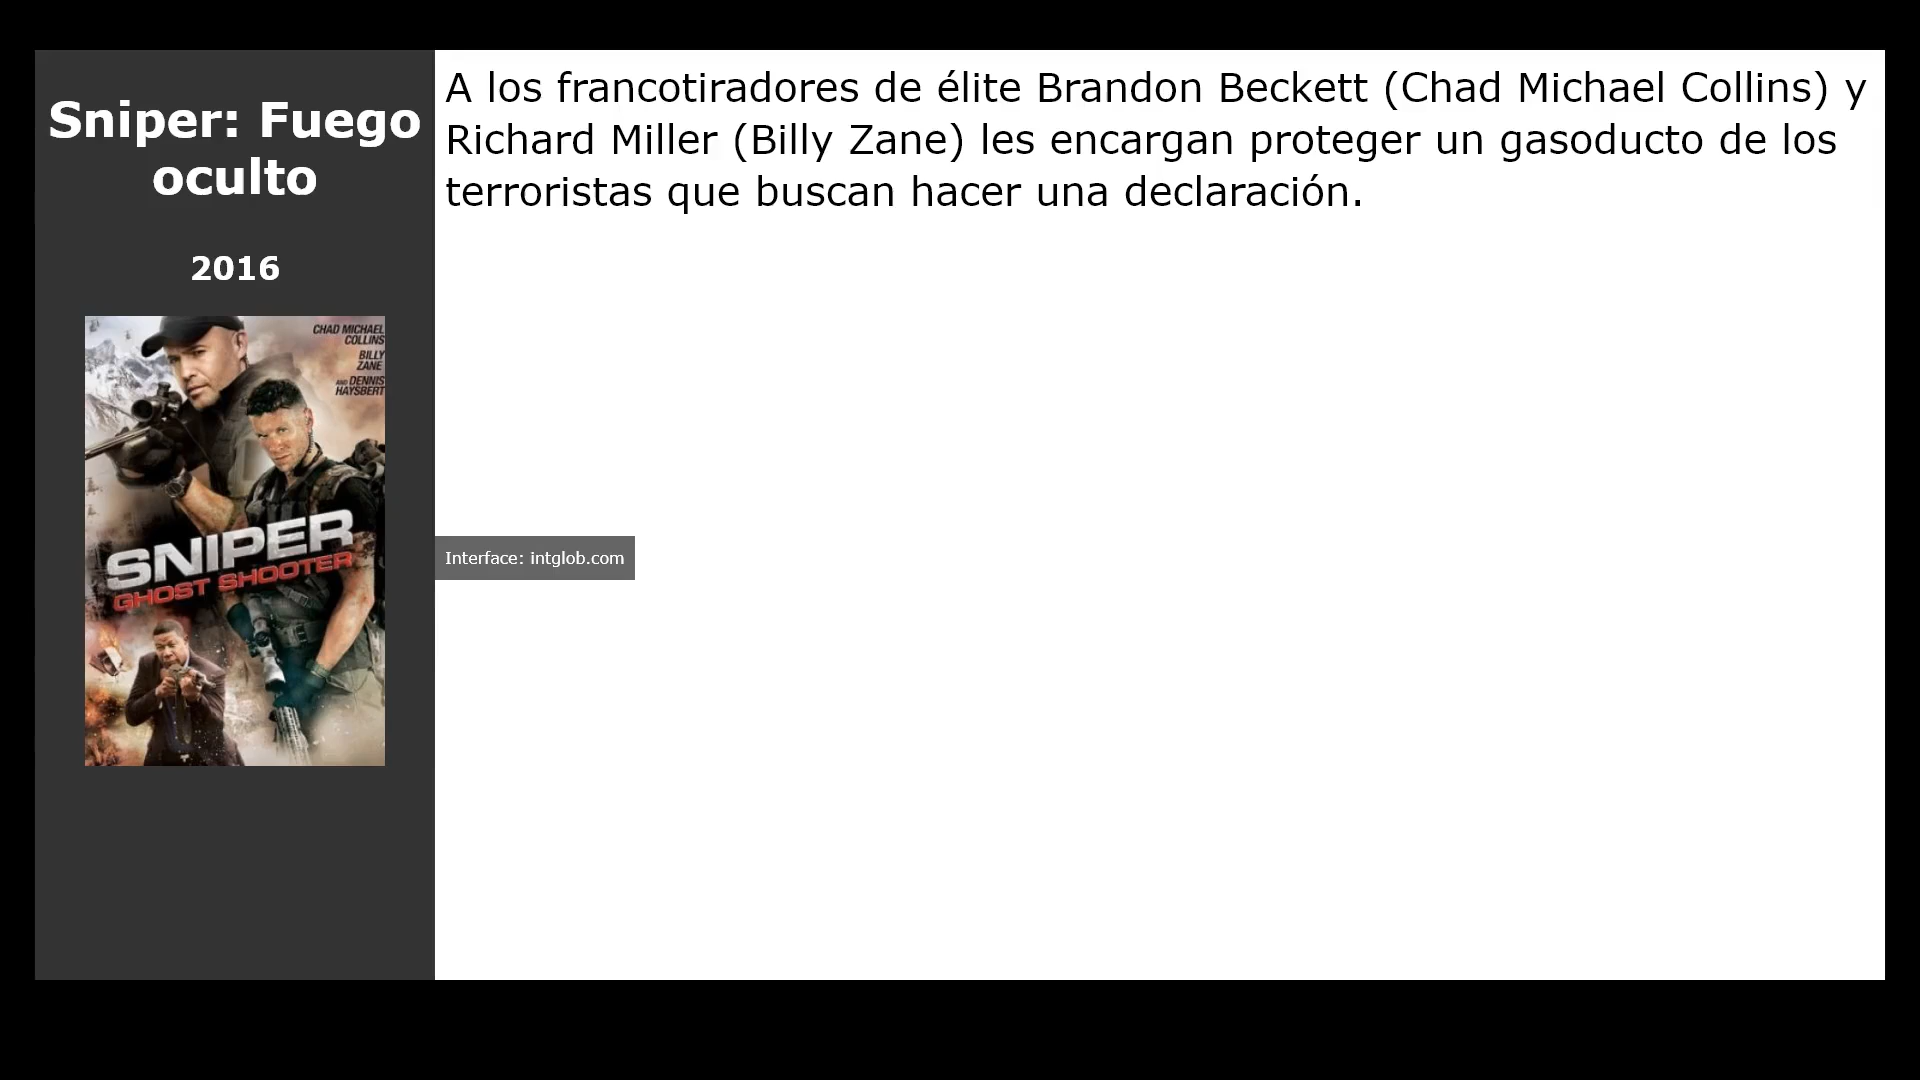 Sniper: Fuego
oculto
2016
CHAD MICHAEL
COLLINS
BILLY
ZANE
AND DENNIS
HAYSBERT
SNIPER
GHOST SHOOTER
A los francotiradores de élite Brandon Beckett (Chad Michael Collins) y
Richard Miller (Billy Zane) les encargan proteger un gasoducto de los
terroristas que buscan hacer una declaración.
Interface: intglob.com